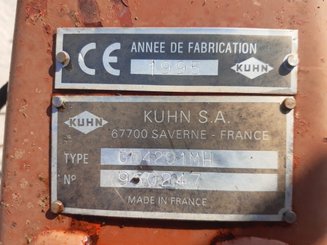 CE ANNEE DE FABRICATION
1995 KUHN
KUHN KUHN S.A.
67700 SAVERNE - FRANCE
TYPE
N°
MADE IN FRANCE